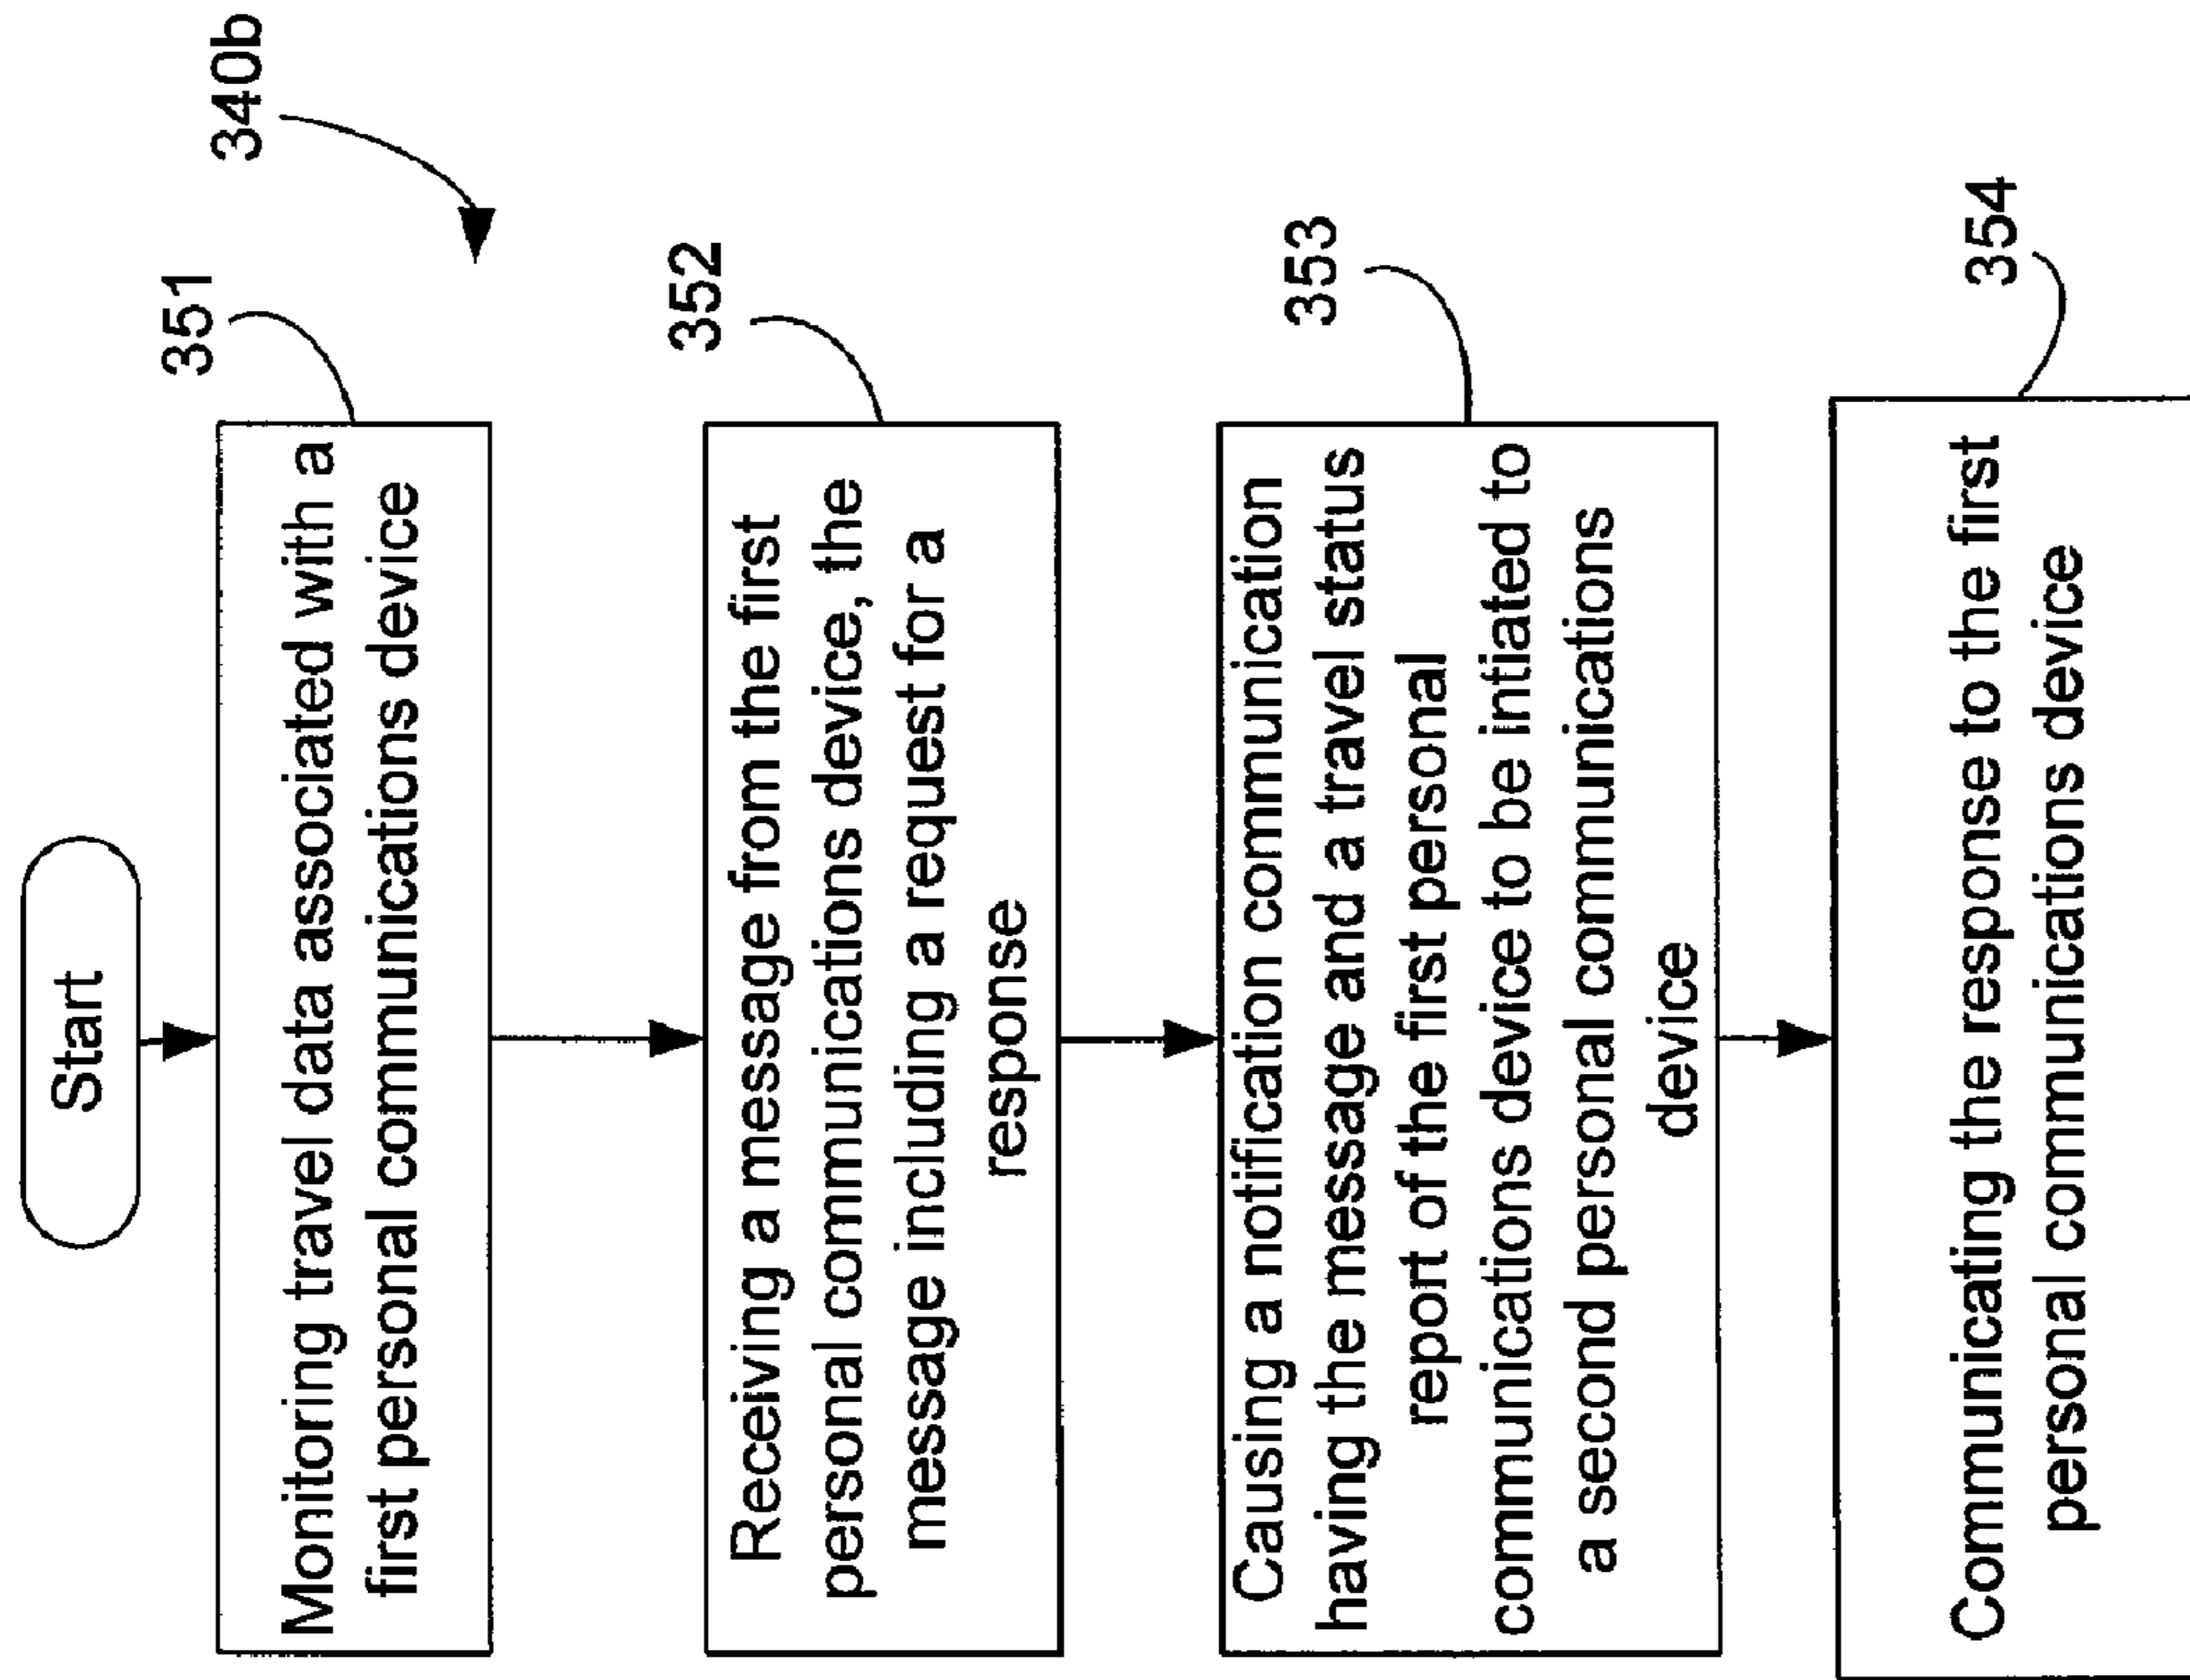 Start
340b
351
Monitoring travel data associated with a
first personal communications device
352
Receiving a message from the first
personal communications device, the
message including a request for a
response
353
Causing a notification communication
having the message and a travel status
report of the first personal
communications device to be intiated to
a second personal communications
device
354
Communicating the response to the first
personal communications device